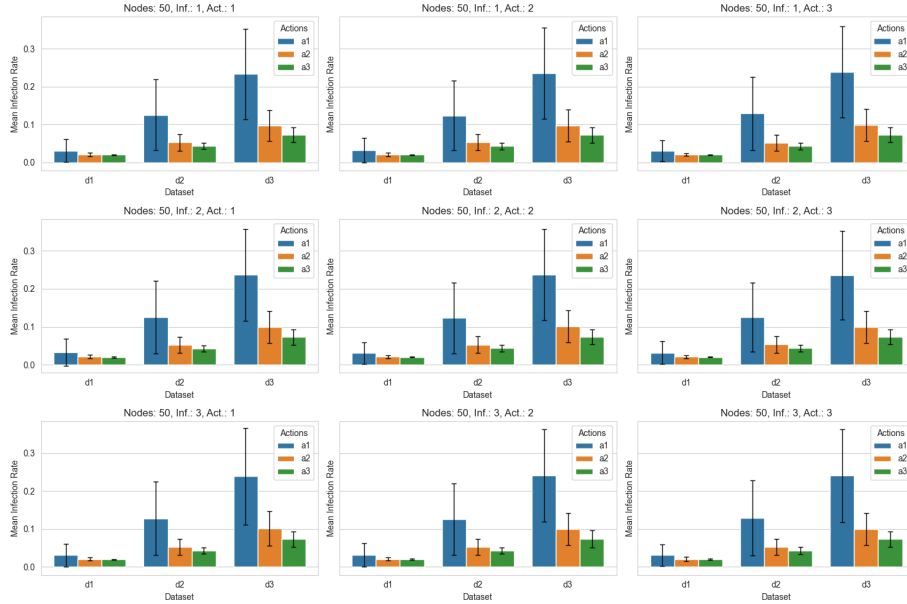 Nodes: 50, Inf.: 1, Act.: 1
Mean Infection Rate
0.3
0.2
0.1
0.0
Actions
a1
a2
a3
d1 d2 d3
Dataset
Nodes: 50, Inf.: 1, Act.: 2
Mean Infection Rate
Actions
a1
a2
a3
d1 d2 d3
Dataset
Nodes: 50, Inf.: 1, Act.: 3
Mean Infection Rate
Actions
a1
a2
a3
d1 d2 d3
Dataset
Nodes: 50, Inf.: 2, Act.: 1
Mean Infection Rate
0.3
0.2
0.1
0.0
Actions
a1
a2
a3
d1 d2 d3
Dataset
Nodes: 50, Inf.: 2, Act.: 2
Mean Infection Rate
Actions
a1
a2
a3
d1 d2 d3
Dataset
Nodes: 50, Inf.: 2, Act.: 3
Mean Infection Rate
Actions
a1
a2
a3
d1 d2 d3
Dataset
Nodes: 50, Inf.: 3, Act.: 1
Mean Infection Rate
0.3
0.2
0.1
0.0
Actions
a1
a2
a3
d1 d2 d3
Dataset
Nodes: 50, Inf.: 3, Act.: 2
Mean Infection Rate
Actions
a1
a2
a3
d1 d2 d3
Dataset
Nodes: 50, Inf.: 3, Act.: 3
Mean Infection Rate
Actions
a1
a2
a3
d1 d2 d3
Dataset